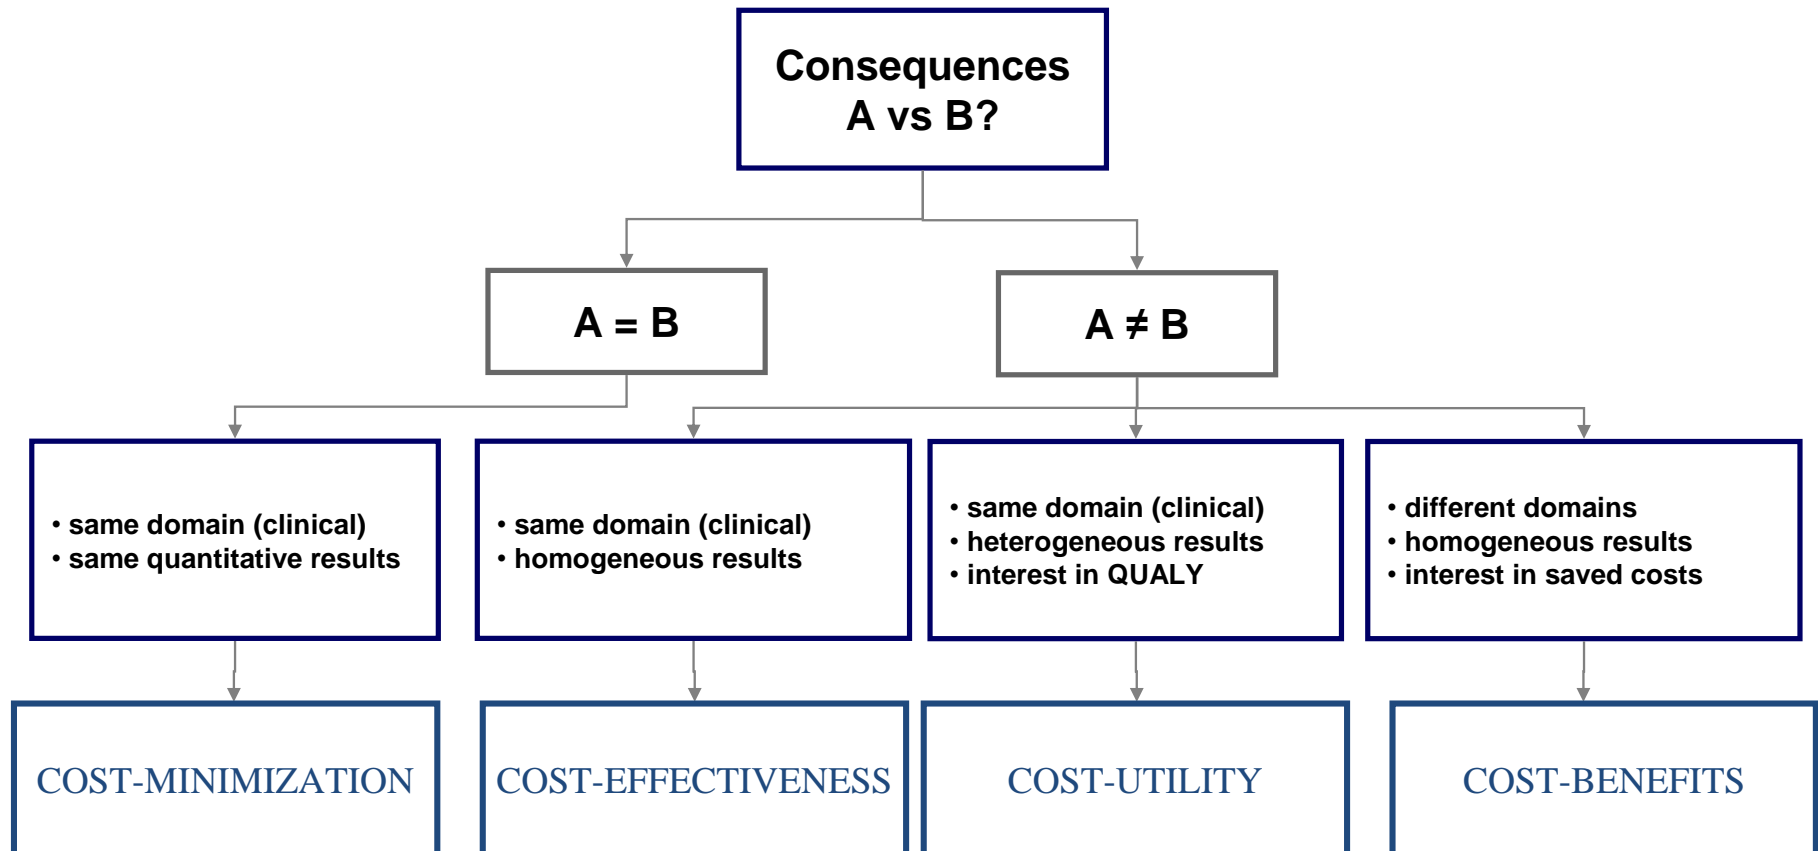 Consequences
A vs B?
A = B
A ≠ B
• same domain (clinical)
• same quantitative results
• same domain (clinical)
• homogeneous results
• same domain (clinical)
• heterogeneous results
• interest in QUALY
• different domains
• homogeneous results
• interest in saved costs
COST-MINIMIZATION
COST-EFFECTIVENESS
COST-UTILITY
COST-BENEFITS